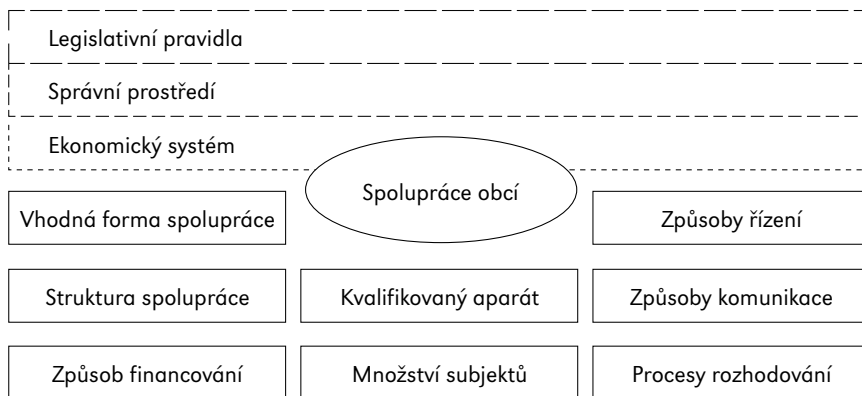 Legislativní pravidla
Správní prostředí
Ekonomický systém
Spolupráce obcí
Vhodná forma spolupráce
Způsoby řízení
Struktura spolupráce
Kvalifikovaný aparát
Způsoby komunikace
Způsob financování
Množství subjektů
Procesy rozhodování